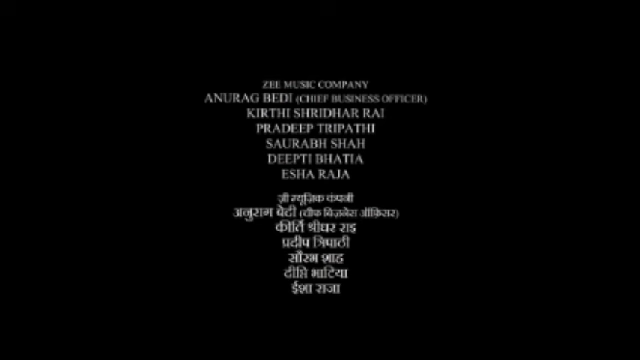 ZEE MUSIC COMPANY
ANURAG BEDI (CHIEF BUSINESS OFFICER)
KIRTHI SHRIDHAR RAI
PRADEEP TRIPATHI
SAURABH SHAH
DEEPTI BHATIA
ESHA RAJA
ज़ी म्यूज़िक कंपनी
अनुराग बेदी (चीफ बिज़नेस ऑफ़िसर)
कीर्ति श्रीधर राइ
प्रदीप त्रिपाठी
सौरभ शाह
दीप्ति भाटिया
ईशा राजा